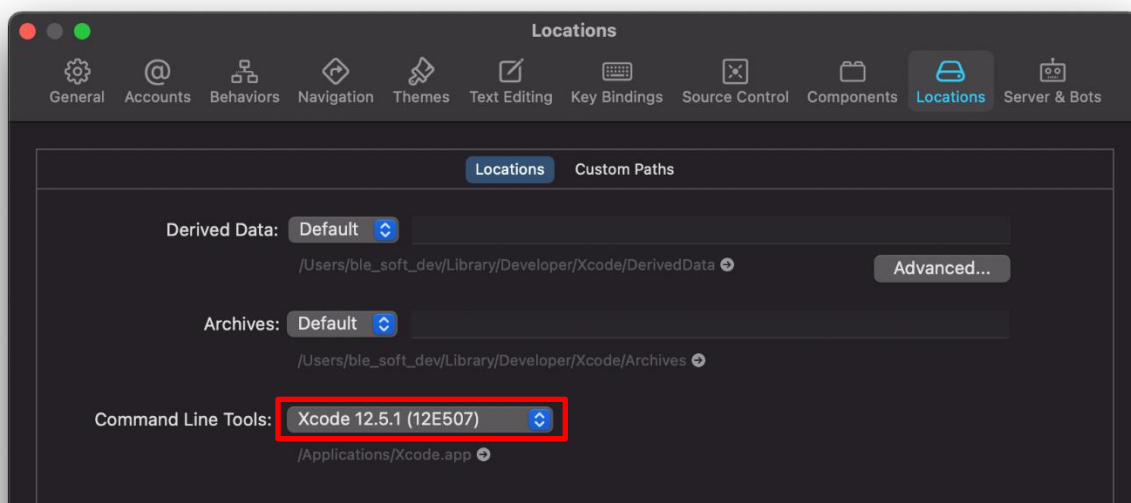 Locations
General Accounts Behaviors Navigation Themes Text Editing Key Bindings Source Control Components Locations Server & Bots
Locations Custom Paths
Derived Data: Default
/Users/ble_soft_dev/Library/Developer/Xcode/DerivedData
Advanced...
Archives: Default
/Users/ble_soft_dev/Library/Developer/Xcode/Archives
Command Line Tools: Xcode 12.5.1 (12E507)
/Applications/Xcode.app